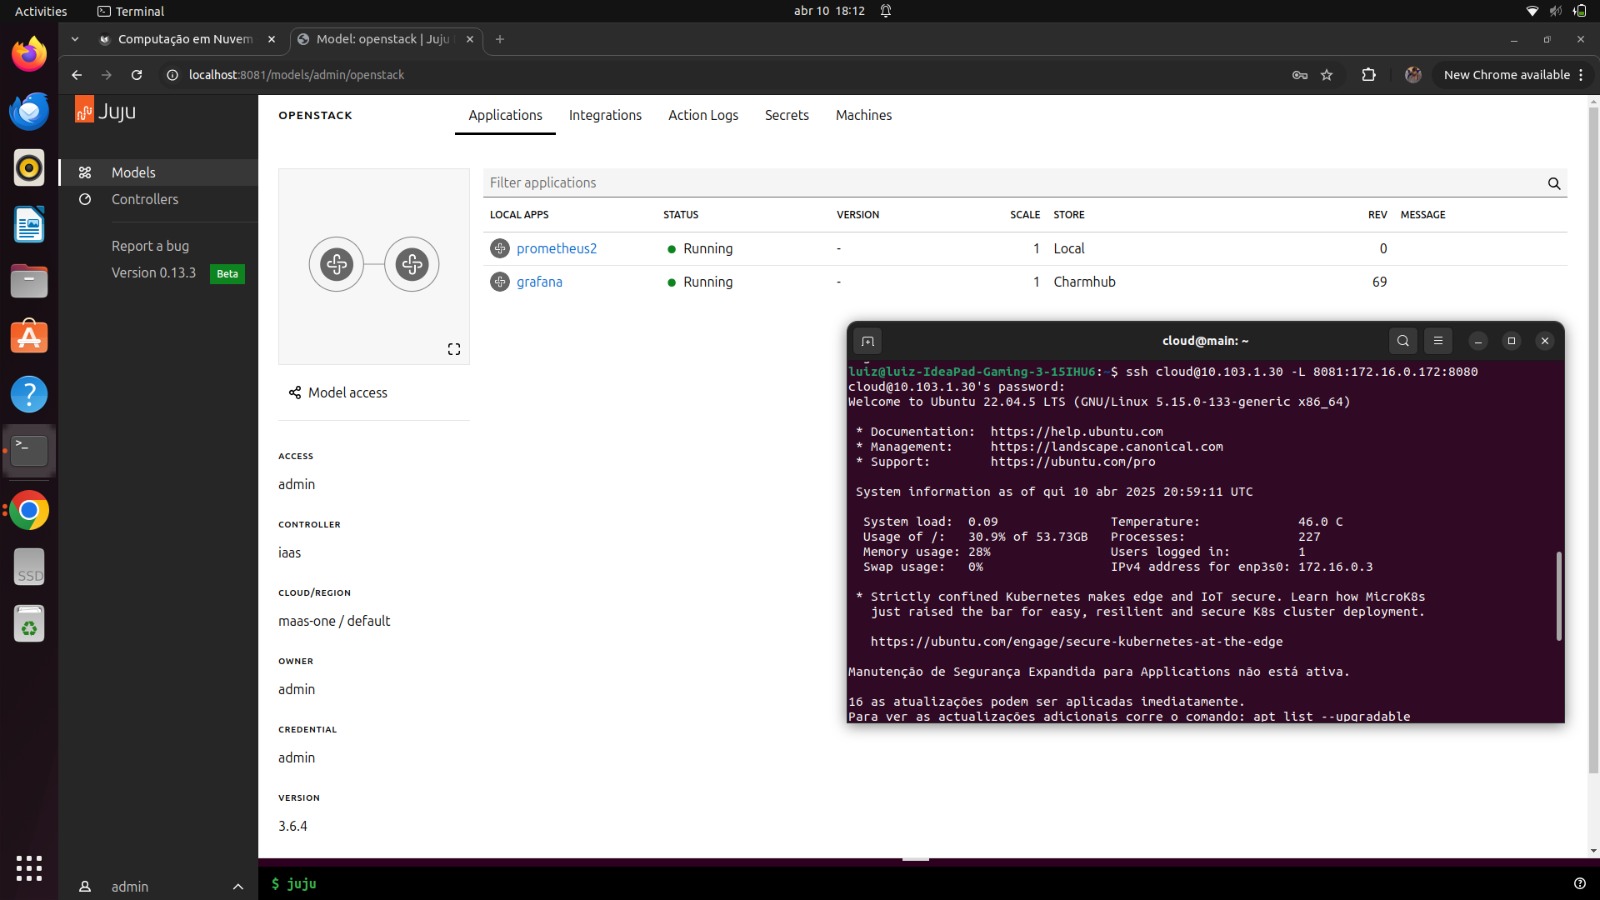 Activities Terminal abr 10 18:12
Computação em Nuvem Model: openstack | Juju
localhost:8081/models/admin/openstack New Chrome available
Juju
Models
Controllers
Report a bug
Version 0.13.3 Beta
admin
OPENSTACK Applications Integrations Action Logs Secrets Machines
Filter applications
LOCAL APPS STATUS VERSION SCALE STORE REV MESSAGE
prometheus2 Running - 1 Local 0
grafana Running - 1 Charmhub 69
Model access
ACCESS
admin
CONTROLLER
iaas
CLOUD/REGION
maas-one / default
OWNER
admin
CREDENTIAL
admin
VERSION
3.6.4
$ juju
cloud@main: ~
luiz@luiz-IdeaPad-Gaming-3-15IHU6:~$ ssh cloud@10.103.1.30 -L 8081:172.16.0.172:8080
cloud@10.103.1.30's password:
Welcome to Ubuntu 22.04.5 LTS (GNU/Linux 5.15.0-133-generic x86_64)
* Documentation: https://help.ubuntu.com
* Management: https://landscape.canonical.com
* Support: https://ubuntu.com/pro
System information as of qui 10 abr 2025 20:59:11 UTC
System load: 0.09 Temperature: 46.0 C
Usage of /: 30.9% of 53.73GB Processes: 227
Memory usage: 28% Users logged in: 1
Swap usage: 0% IPv4 address for enp3s0: 172.16.0.3
* Strictly confined Kubernetes makes edge and IoT secure. Learn how MicroK8s
just raised the bar for easy, resilient and secure K8s cluster deployment.
https://ubuntu.com/engage/secure-kubernetes-at-the-edge
Manutenção de Segurança Expandida para Applications não está ativa.
16 as atualizações podem ser aplicadas imediatamente.
Para ver as actualizações adicionais corre o comando: apt list --upgradable
SSD